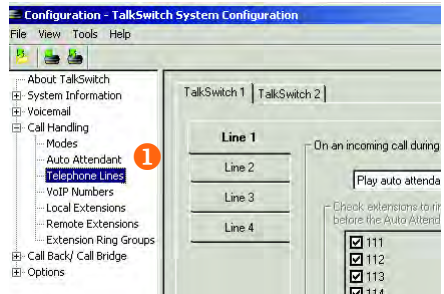 Configuration - TalkSwitch System Configuration
File View Tools Help
About TalkSwitch
System Information
Voicemail
Call Handling
Modes
Auto Attendant
Telephone Lines
VoIP Numbers
Local Extensions
Remote Extensions
Extension Ring Groups
Call Back/ Call Bridge
Options
1
TalkSwitch 1 TalkSwitch 2
Line 1
Line 2
Line 3
Line 4
On an incoming call during
Play auto attenda
Check extensions to rin
before the Auto Attend
111
112
113
114